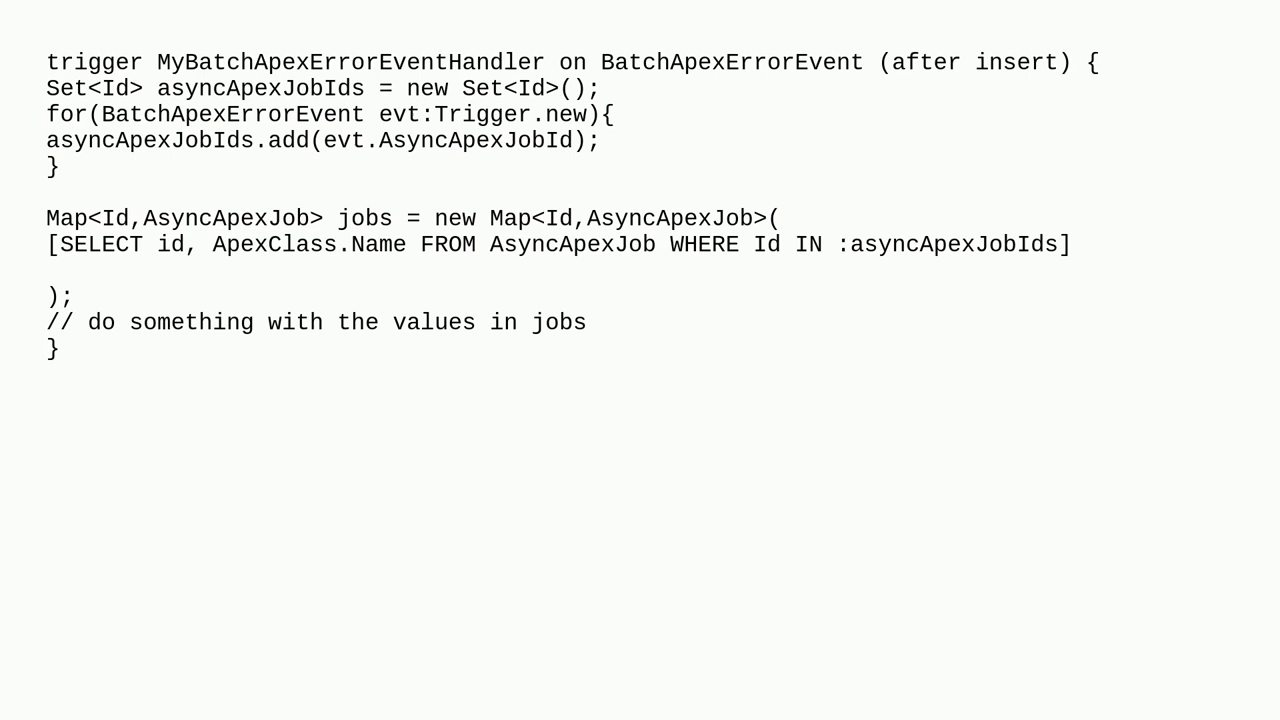 trigger MyBatchApexErrorEventHandler on BatchApexErrorEvent (after insert) {
Set<Id> asyncApexJobIds = new Set<Id>();
for(BatchApexErrorEvent evt:Trigger.new){
asyncApexJobIds.add(evt.AsyncApexJobId);
}
Map<Id,AsyncApexJob> jobs = new Map<Id,AsyncApexJob>(
[SELECT id, ApexClass.Name FROM AsyncApexJob WHERE Id IN :asyncApexJobIds]
);
// do something with the values in jobs
}